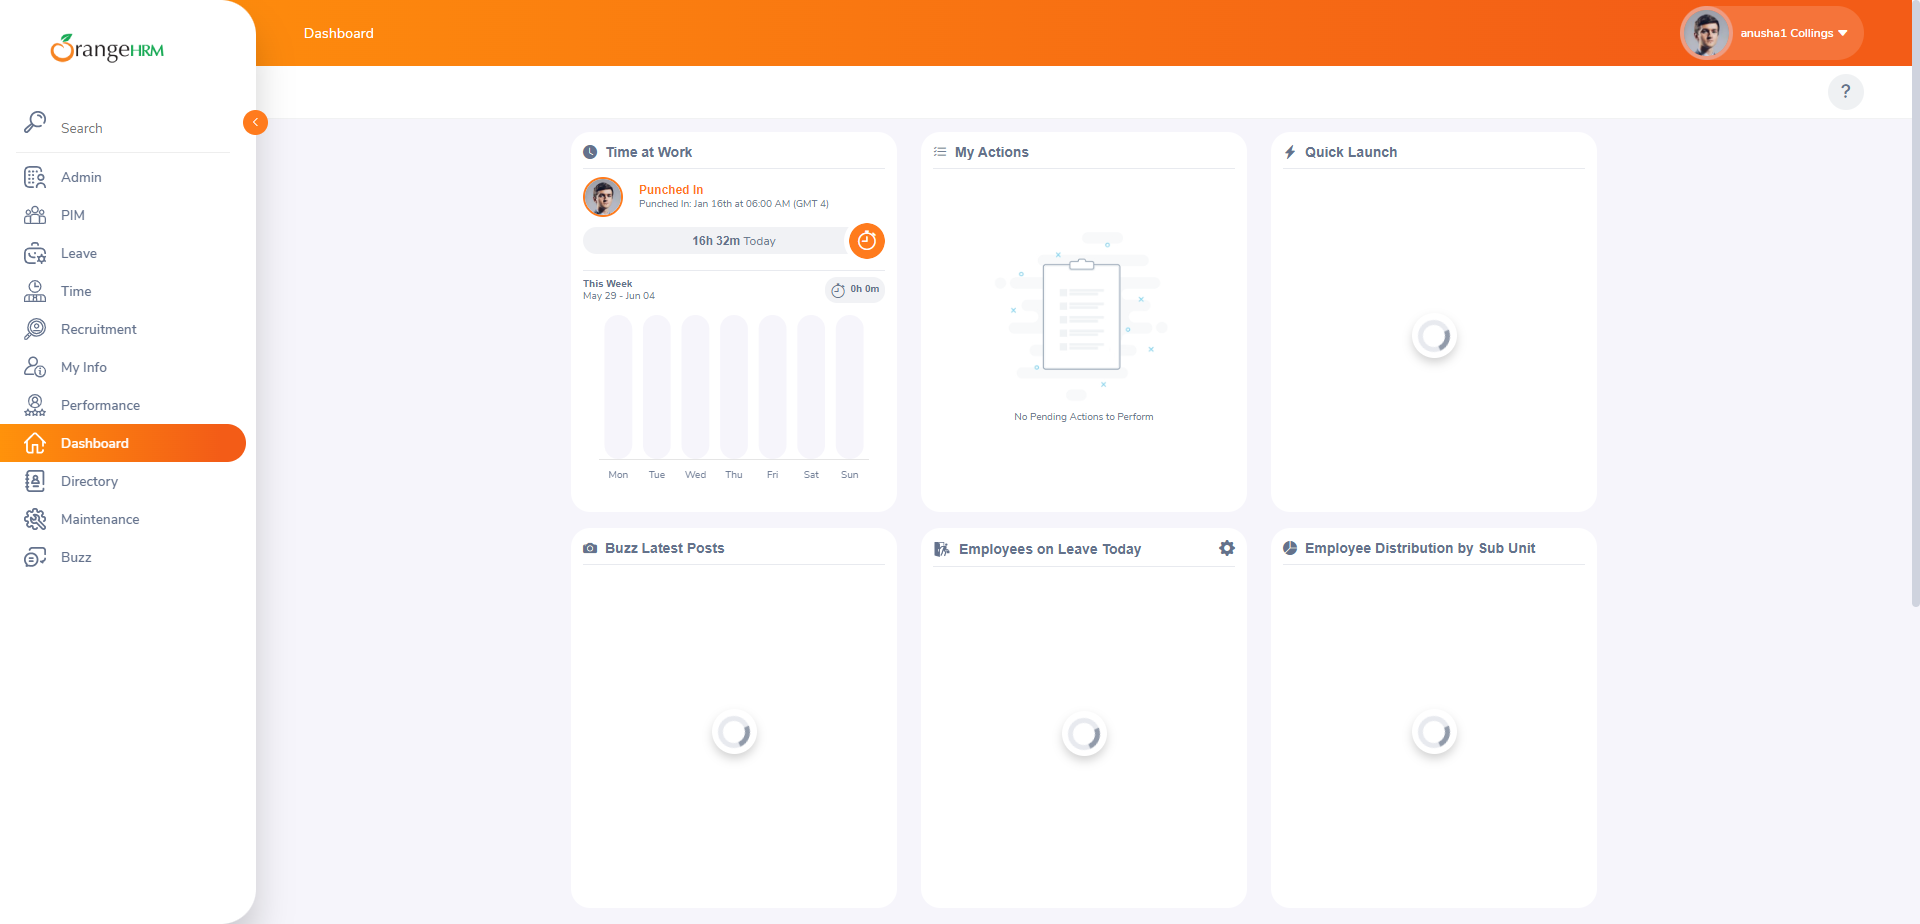 OrangeHRM
Dashboard
anusha1 Collings
?
Search
Admin
PIM
Leave
Time
Recruitment
My Info
Performance
Dashboard
Directory
Maintenance
Buzz
Time at Work
Punched In
Punched In: Jan 16th at 06:00 AM (GMT 4)
16h 32m Today
This Week
May 29 - Jun 04
0h 0m
Mon Tue Wed Thu Fri Sat Sun
My Actions
No Pending Actions to Perform
Quick Launch
Buzz Latest Posts
Employees on Leave Today
Employee Distribution by Sub Unit